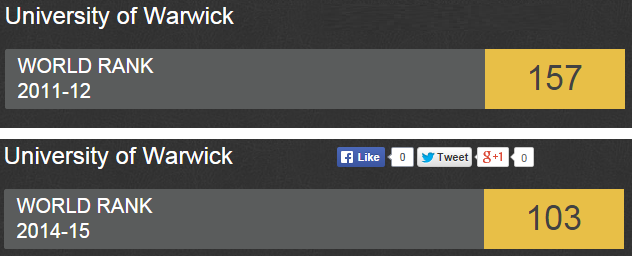 University of Warwick
WORLD RANK
2011-12
157
University of Warwick
Like 0 Tweet g+1 0
WORLD RANK
2014-15
103